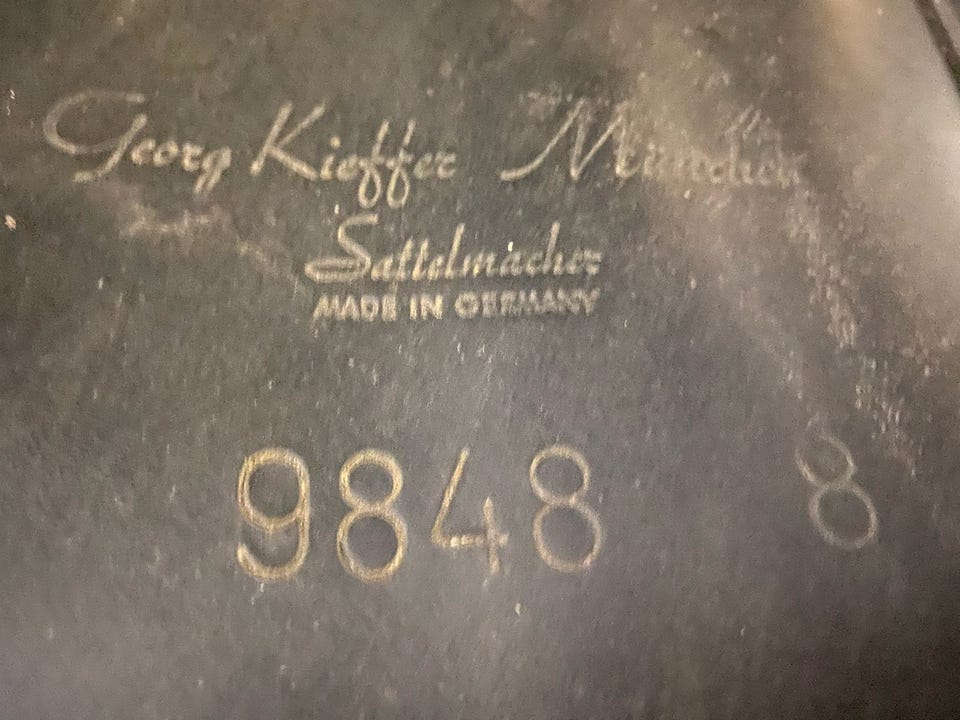 Georg Kieffer München
Sattelmacher
MADE IN GERMANY
9848 8